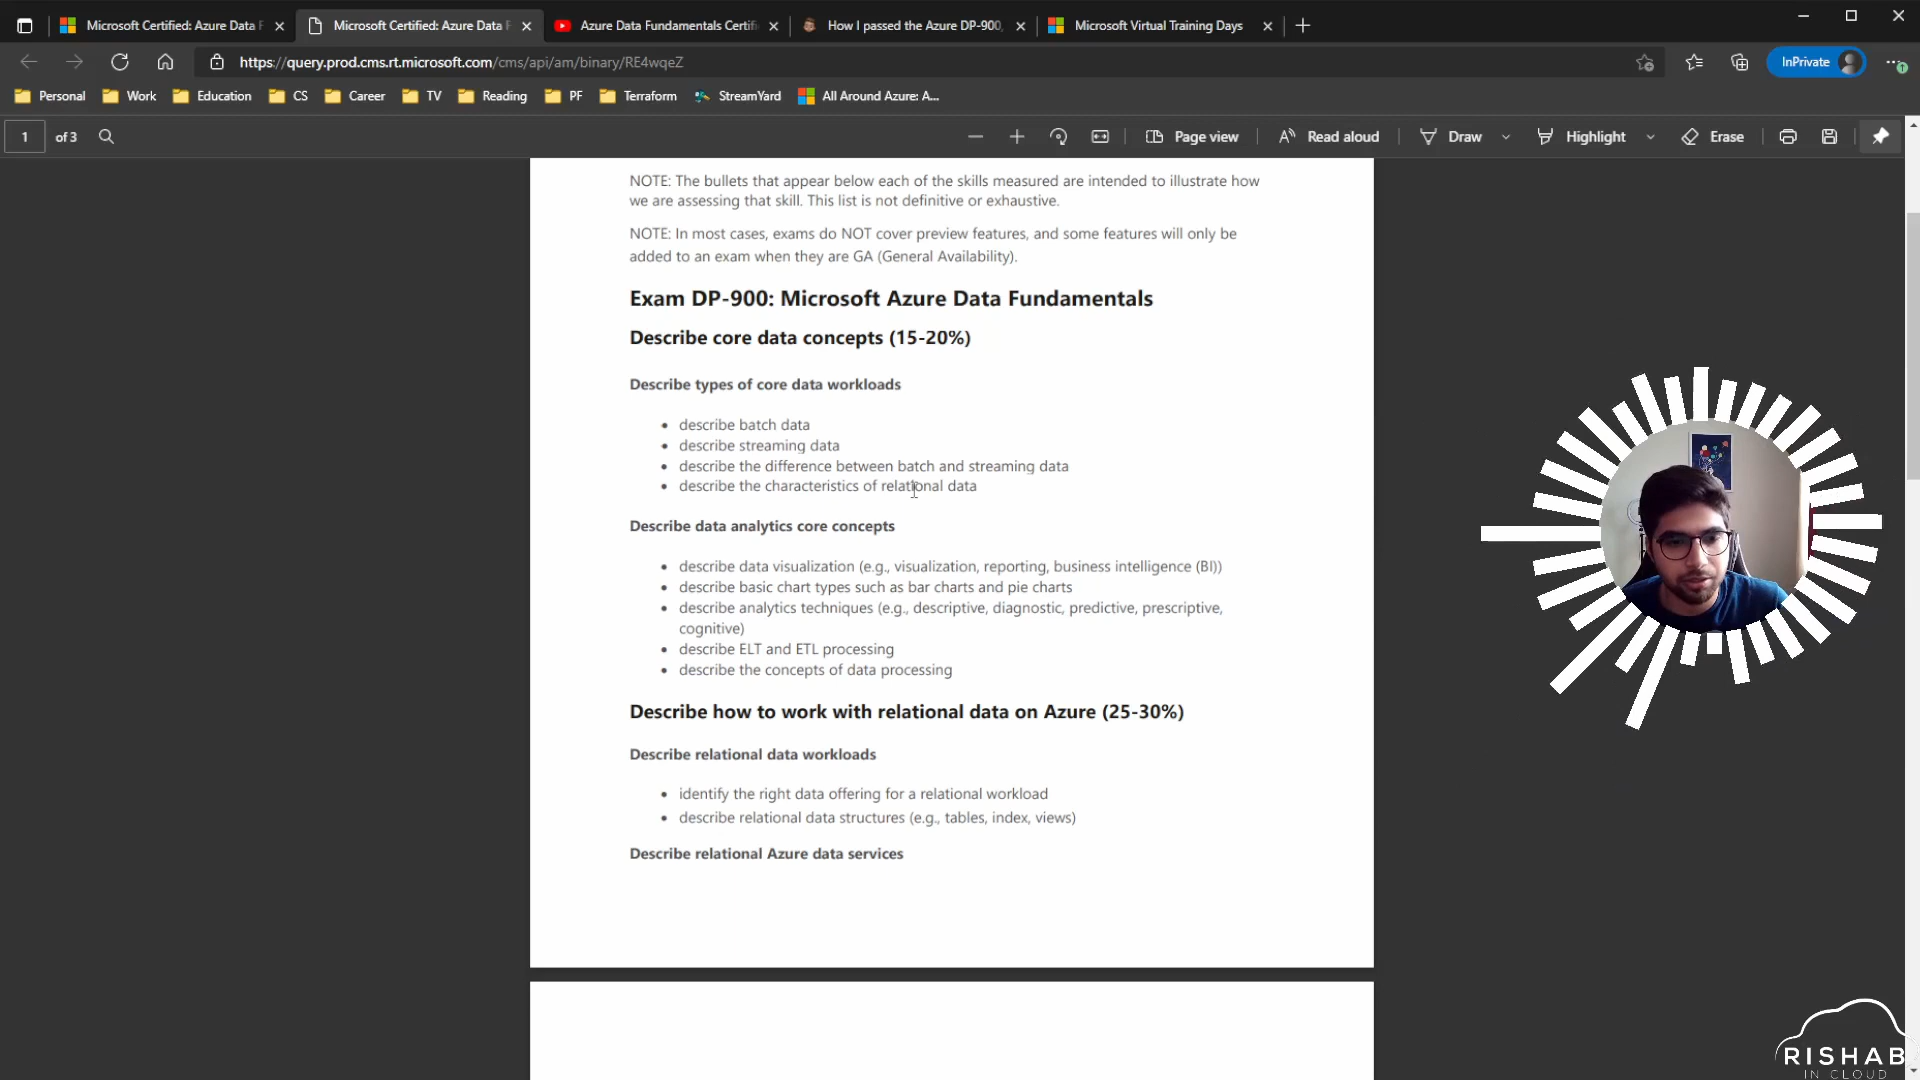 Microsoft Certified: Azure Data F
Microsoft Certified: Azure Data F
Azure Data Fundamentals Certifi
How I passed the Azure DP-900,
Microsoft Virtual Training Days
https://query.prod.cms.rt.microsoft.com/cms/api/am/binary/RE4wqeZ
InPrivate
Personal
Work
Education
CS
Career
TV
Reading
PF
Terraform
StreamYard
All Around Azure: A...
1 of 3
Page view
Read aloud
Draw
Highlight
Erase
NOTE: The bullets that appear below each of the skills measured are intended to illustrate how
we are assessing that skill. This list is not definitive or exhaustive.
NOTE: In most cases, exams do NOT cover preview features, and some features will only be
added to an exam when they are GA (General Availability).
Exam DP-900: Microsoft Azure Data Fundamentals
Describe core data concepts (15-20%)
Describe types of core data workloads
• describe batch data
• describe streaming data
• describe the difference between batch and streaming data
• describe the characteristics of relational data
Describe data analytics core concepts
• describe data visualization (e.g., visualization, reporting, business intelligence (BI))
• describe basic chart types such as bar charts and pie charts
• describe analytics techniques (e.g., descriptive, diagnostic, predictive, prescriptive,
cognitive)
• describe ELT and ETL processing
• describe the concepts of data processing
Describe how to work with relational data on Azure (25-30%)
Describe relational data workloads
• identify the right data offering for a relational workload
• describe relational data structures (e.g., tables, index, views)
Describe relational Azure data services
RISHAB
IN CLOUD